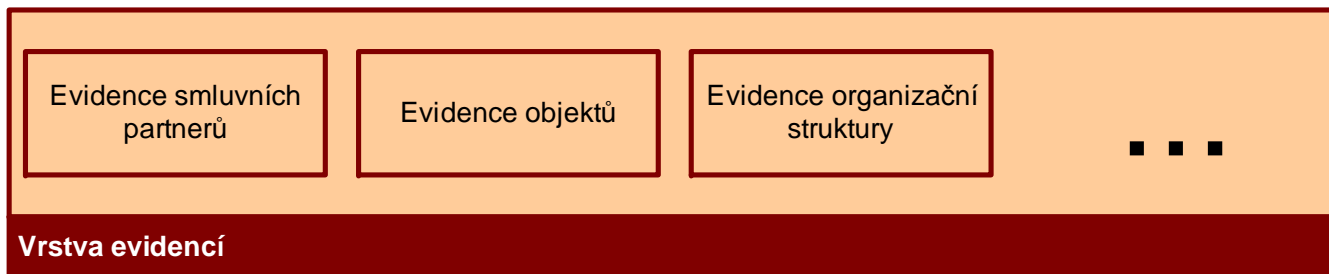 Evidence smluvních
partnerů
Evidence objektů
Evidence organizační
struktury
...
Vrstva evidencí